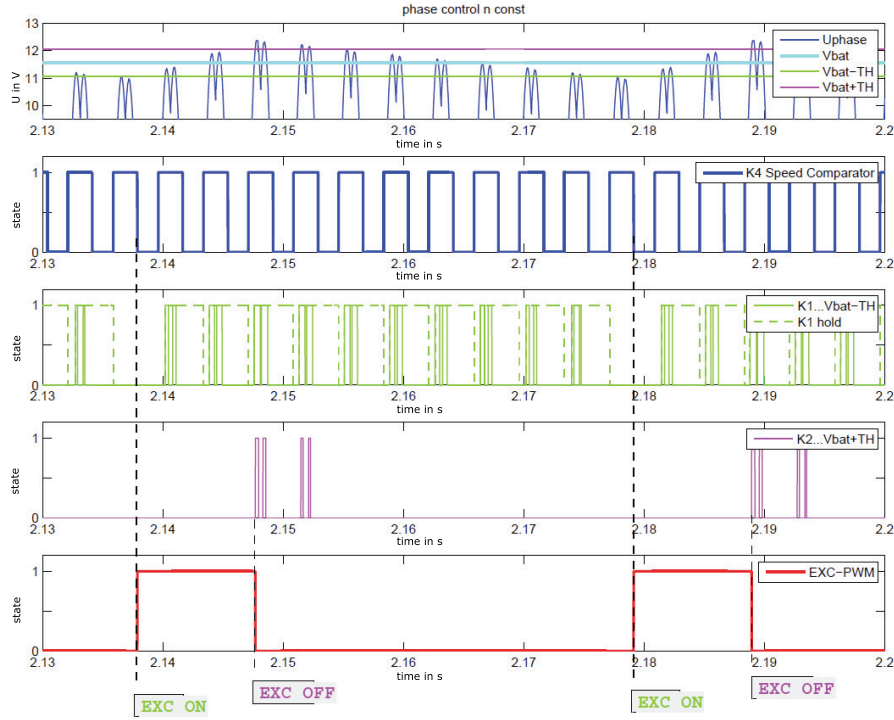 phase control n const
13
12
11
10
U in V
Uphase
Vbat
Vbat−TH
Vbat+TH
2.13 2.14 2.15 2.16 2.17 2.18 2.19 2.2
time in s
1
0
state
K4 Speed Comparator
2.13 2.14 2.15 2.16 2.17 2.18 2.19 2.2
time in s
1
0
state
K1...Vbat−TH
K1 hold
2.13 2.14 2.15 2.16 2.17 2.18 2.19 2.2
time in s
1
0
state
K2...Vbat+TH
2.13 2.14 2.15 2.16 2.17 2.18 2.19 2.2
time in s
1
0
state
EXC−PWM
2.13 2.14 2.15 2.16 2.17 2.18 2.19 2.2
time in s
EXC ON
EXC OFF
EXC ON
EXC OFF